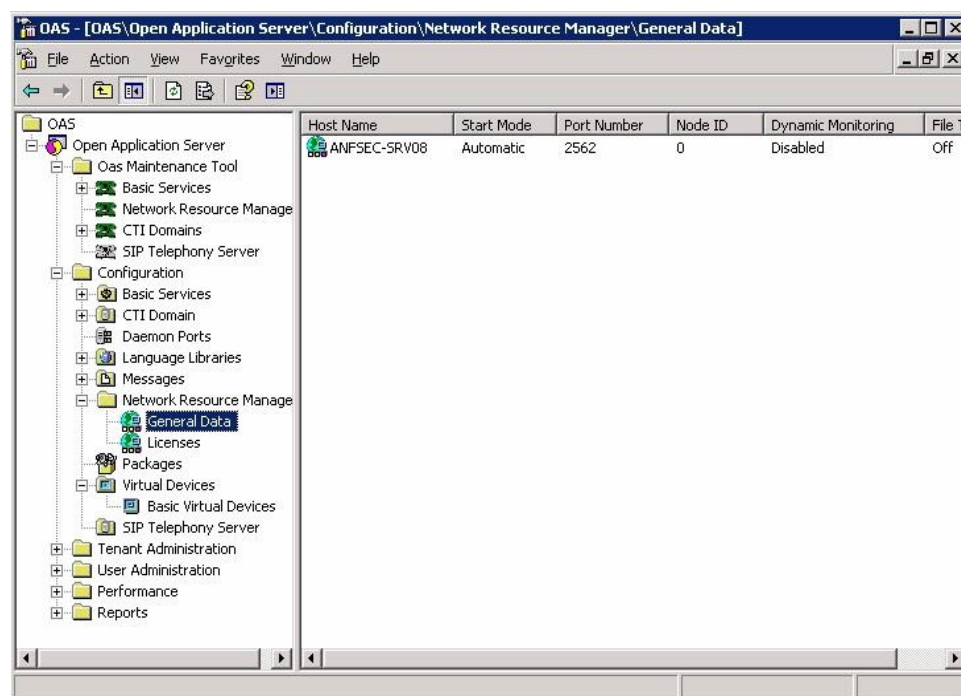 OAS - [OAS\Open Application Server\Configuration\Network Resource Manager\General Data]
File Action View Favorites Window Help
OAS
Open Application Server
Oas Maintenance Tool
Basic Services
Network Resource Manage
CTI Domains
SIP Telephony Server
Configuration
Basic Services
CTI Domain
Daemon Ports
Language Libraries
Messages
Network Resource Manage
General Data
Licenses
Packages
Virtual Devices
Basic Virtual Devices
SIP Telephony Server
Tenant Administration
User Administration
Performance
Reports
Host Name Start Mode Port Number Node ID Dynamic Monitoring File T
ANFSEC-SRV08 Automatic 2562 0 Disabled Off